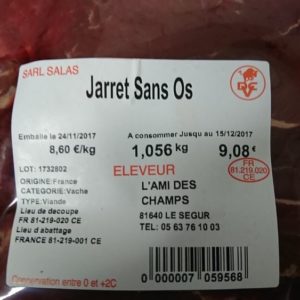 SARL SALAS
Jarret Sans Os
Emballe le 24/11/2017
A consommer Jusqu au 15/12/2017
8,60 €/kg
1,056 kg
9,08 €
LOT: 1732802
ORIGINE:France
CATEGORIE:Vache
TYPE:Viande
Lieu de decoupe
FR 81-219-020 CE
Lieu d abattage
FRANCE 81-219-001 CE
ELEVEUR
L'AMI DES
CHAMPS
81640 LE SEGUR
TEL: 05 63 76 10 03
FR
81.219.020
CE
0 000007 059568
Conservation entre 0 et +2C